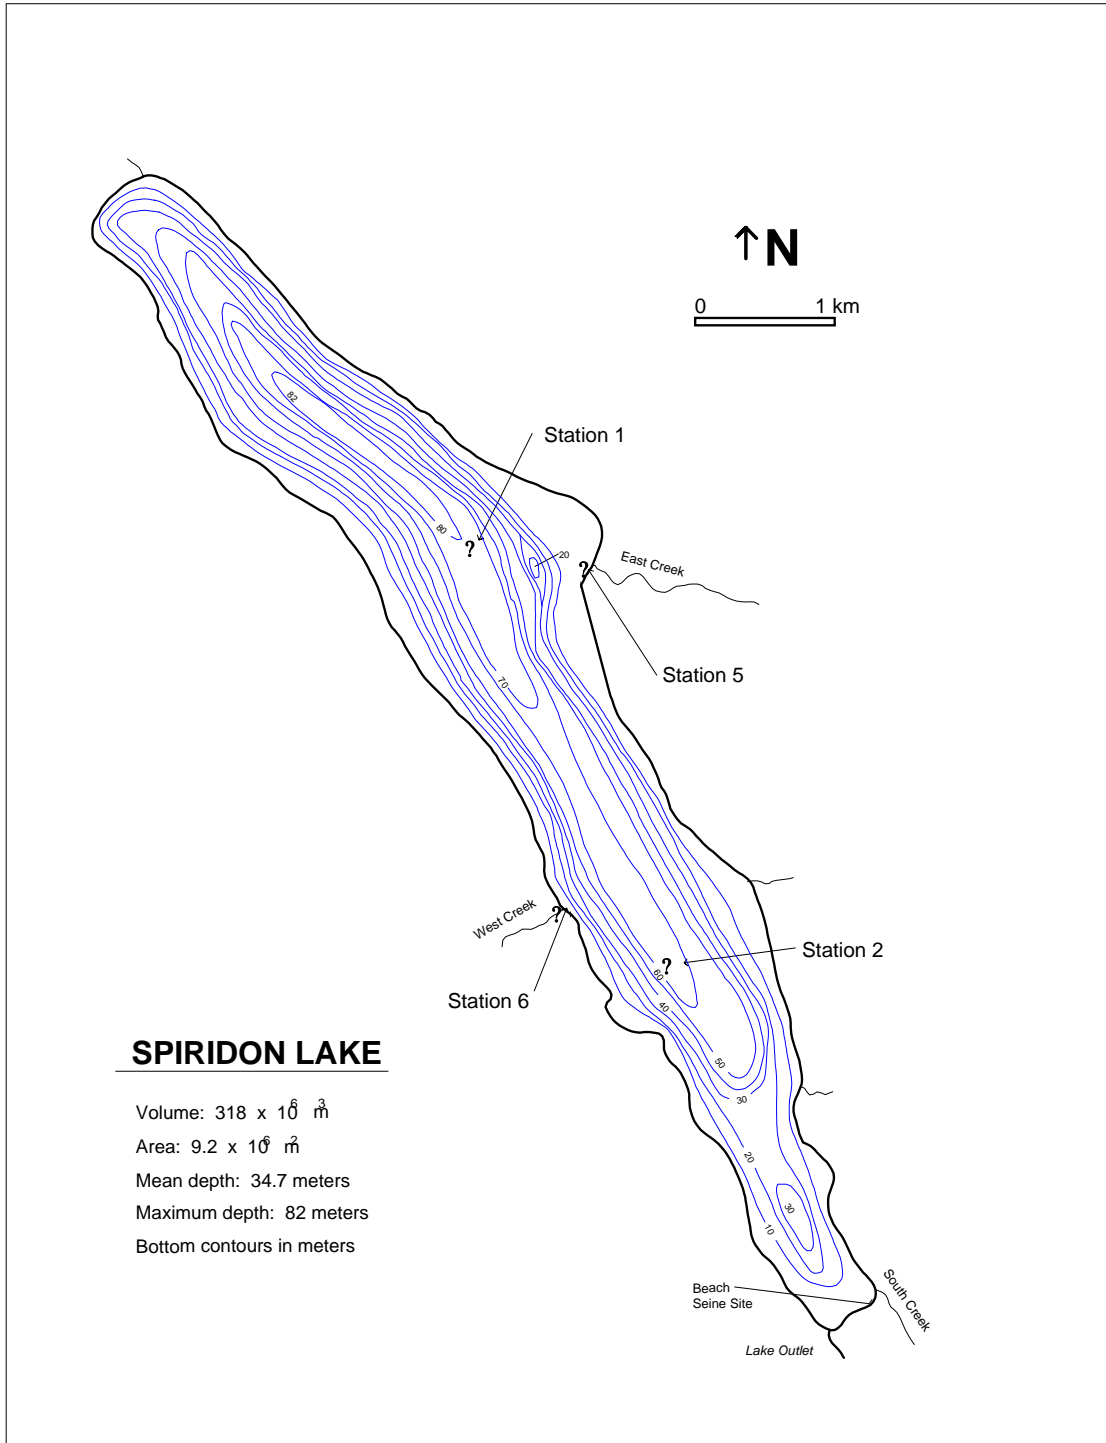 ↑N
0 1 km
82
Station 1
80
?
20
?
East Creek
Station 5
70
West Creek
?
Station 2
?
60
Station 6
40
SPIRIDON LAKE
50
30
Volume: 318 x 10⁶ m³
Area: 9.2 x 10⁶ m²
Mean depth: 34.7 meters
Maximum depth: 82 meters
Bottom contours in meters
20
30
10
Beach
Seine Site
South Creek
Lake Outlet